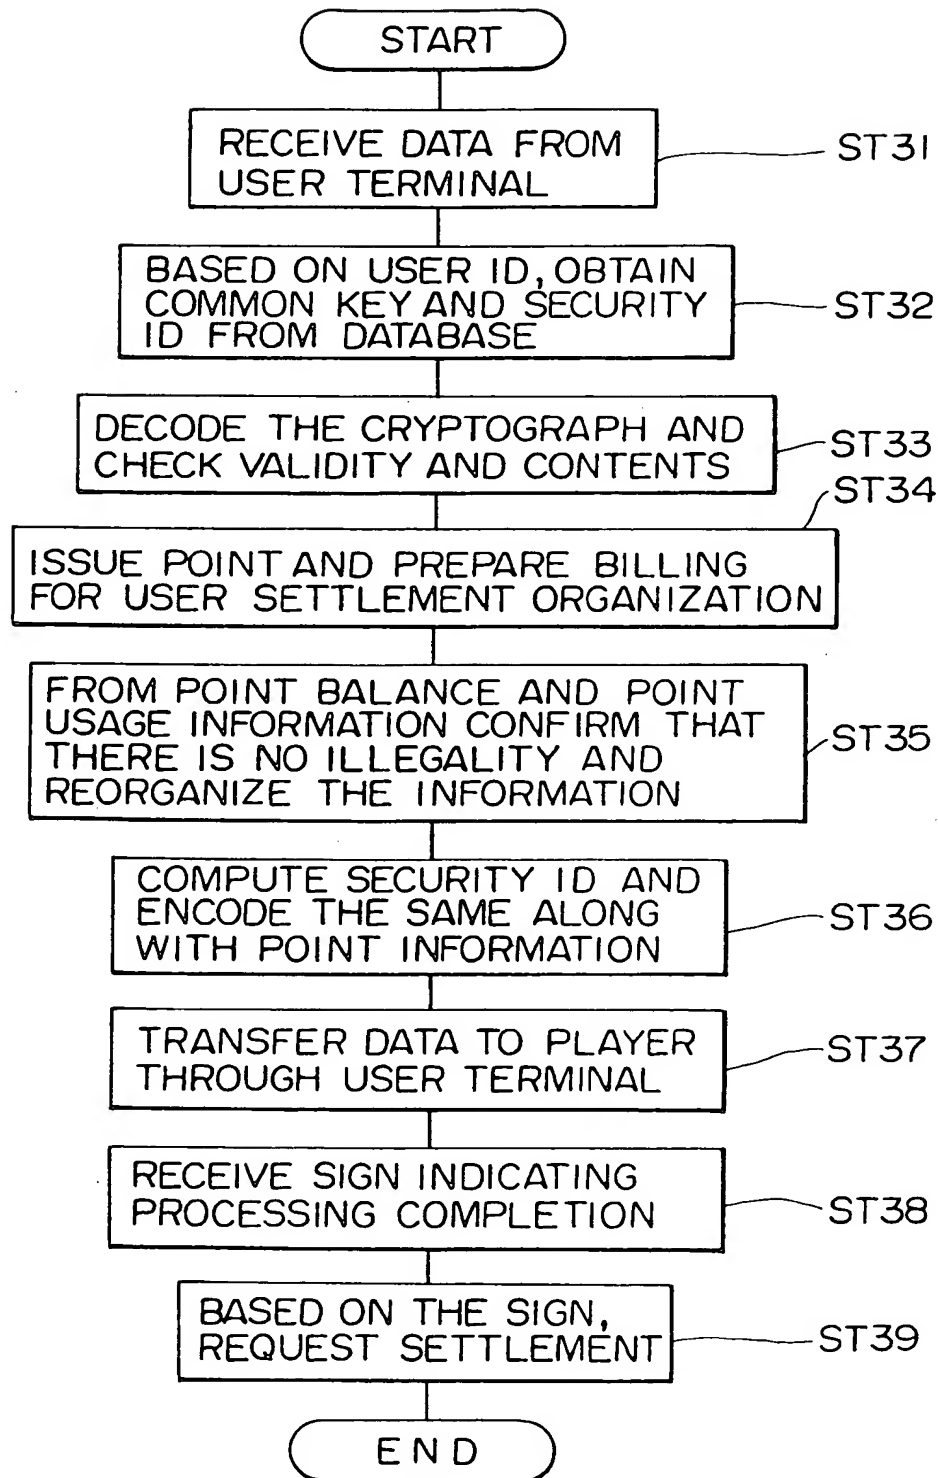 START
RECEIVE DATA FROM
USER TERMINAL
ST31
BASED ON USER ID, OBTAIN
COMMON KEY AND SECURITY
ID FROM DATABASE
ST32
DECODE THE CRYPTOGRAPH AND
CHECK VALIDITY AND CONTENTS
ST33
ST34
ISSUE POINT AND PREPARE BILLING
FOR USER SETTLEMENT ORGANIZATION
FROM POINT BALANCE AND POINT
USAGE INFORMATION CONFIRM THAT
THERE IS NO ILLEGALITY AND
REORGANIZE THE INFORMATION
ST35
COMPUTE SECURITY ID AND
ENCODE THE SAME ALONG
WITH POINT INFORMATION
ST36
TRANSFER DATA TO PLAYER
THROUGH USER TERMINAL
ST37
RECEIVE SIGN INDICATING
PROCESSING COMPLETION
ST38
BASED ON THE SIGN,
REQUEST SETTLEMENT
ST39
END